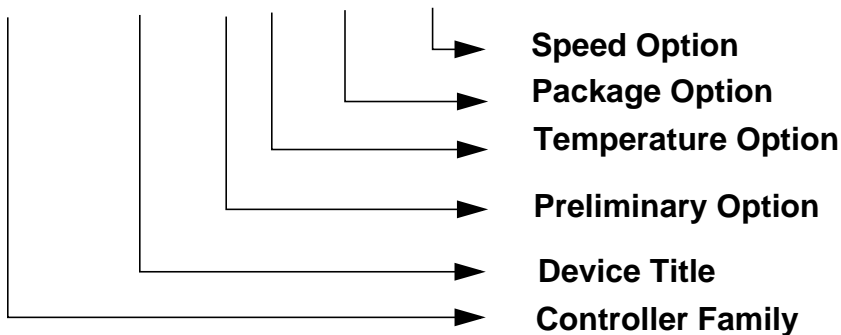 Speed Option
Package Option
Temperature Option
Preliminary Option
Device Title
Controller Family